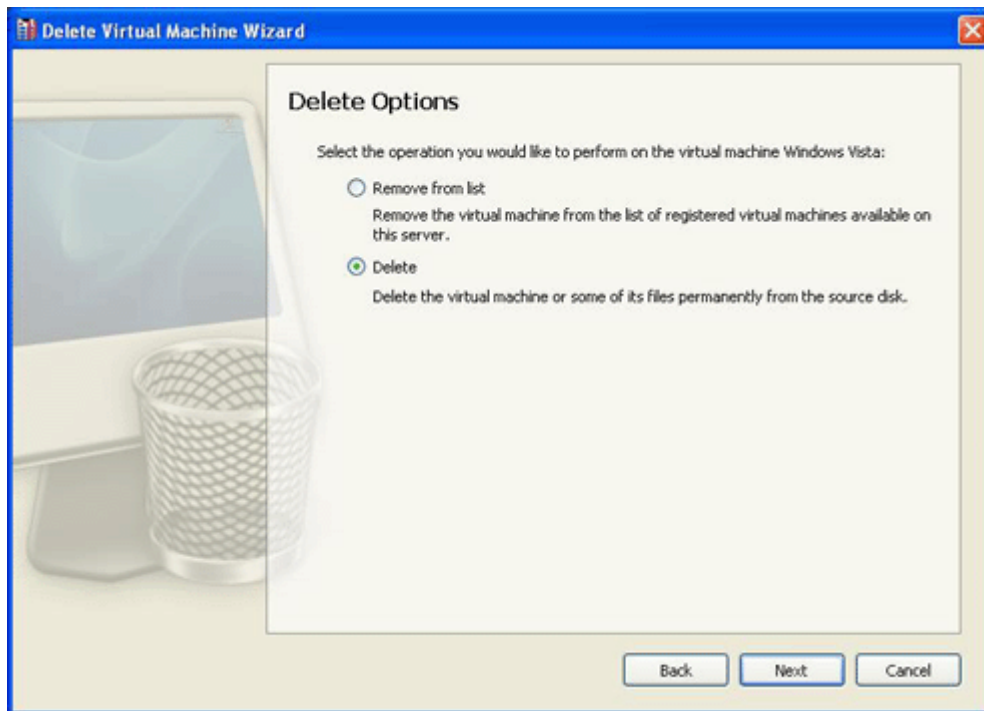 Delete Virtual Machine Wizard
Delete Options
Select the operation you would like to perform on the virtual machine Windows Vista:
Remove from list
Remove the virtual machine from the list of registered virtual machines available on
this server.
Delete
Delete the virtual machine or some of its files permanently from the source disk.
Back
Next
Cancel